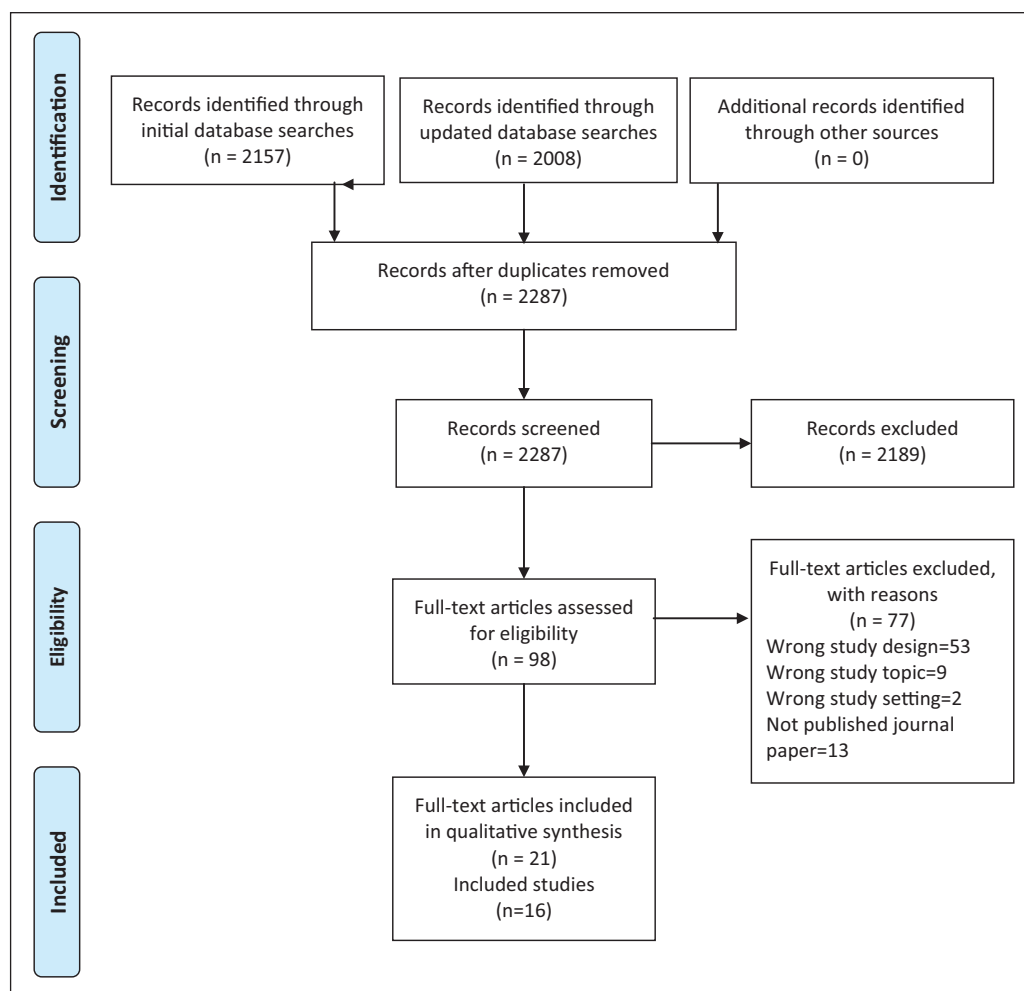 Identification
Records identified through
initial database searches
(n = 2157)
Records identified through
updated database searches
(n = 2008)
Additional records identified
through other sources
(n = 0)
Records after duplicates removed
(n = 2287)
Screening
Records screened
(n = 2287)
Records excluded
(n = 2189)
Eligibility
Full-text articles assessed
for eligibility
(n = 98)
Full-text articles excluded,
with reasons
(n = 77)
Wrong study design=53
Wrong study topic=9
Wrong study setting=2
Not published journal
paper=13
Included
Full-text articles included
in qualitative synthesis
(n = 21)
Included studies
(n=16)